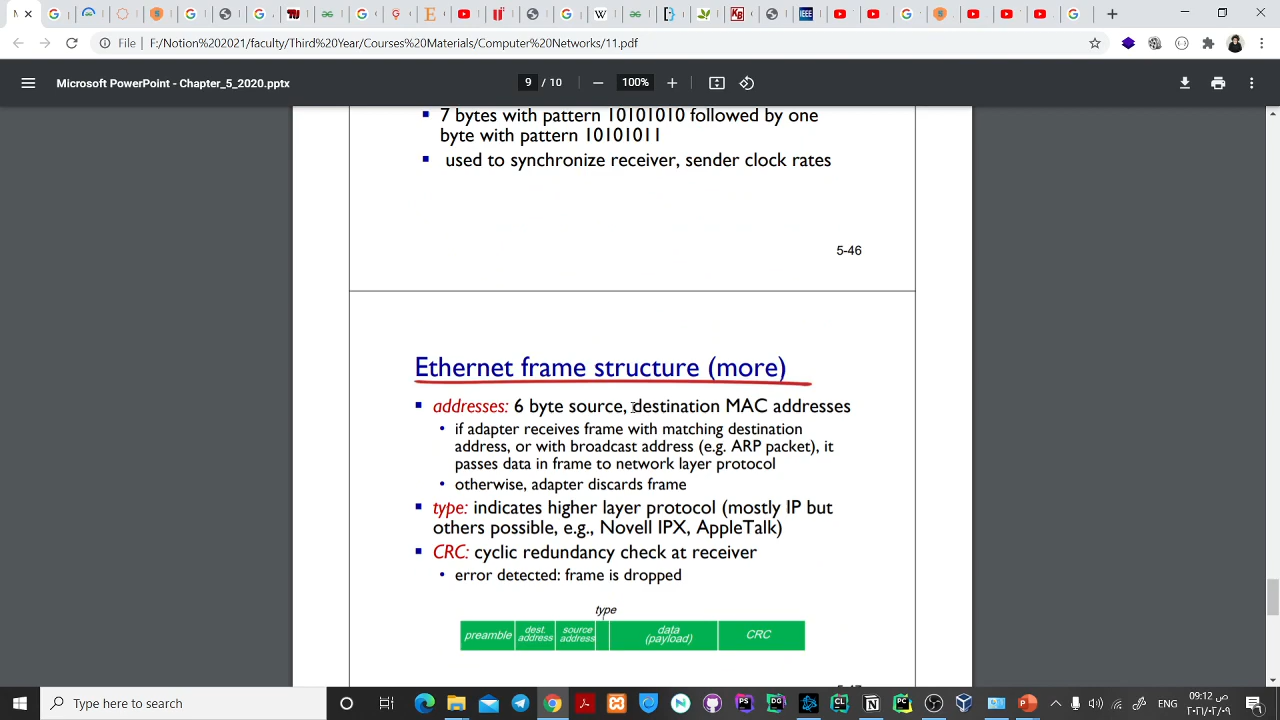 File
F:/Notion%202021/faculty/Third%20Year/Courses%20Materials/Computer%20Networks/11.pdf
Microsoft PowerPoint - Chapter_5_2020.pptx
9 / 10
100%
7 bytes with pattern 10101010 followed by one
byte with pattern 10101011
used to synchronize receiver, sender clock rates
5-46
Ethernet frame structure (more)
addresses: 6 byte source, destination MAC addresses
if adapter receives frame with matching destination
address, or with broadcast address (e.g. ARP packet), it
passes data in frame to network layer protocol
otherwise, adapter discards frame
type: indicates higher layer protocol (mostly IP but
others possible, e.g., Novell IPX, AppleTalk)
CRC: cyclic redundancy check at receiver
error detected: frame is dropped
type
preamble
dest.
address
source
address
data
(payload)
CRC
Type here to search
ENG
09:12 ص